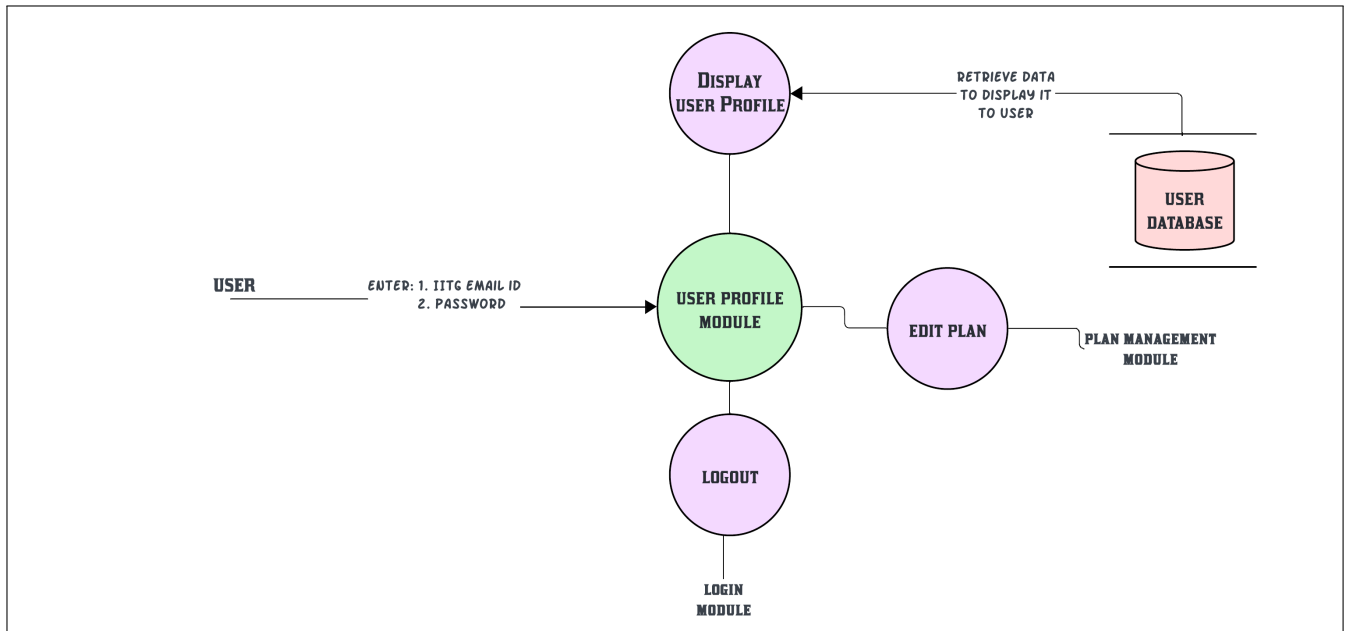 Display
user Profile
RETRIEVE DATA
TO DISPLAY IT
TO USER
USER
DATABASE
USER
ENTER: 1. IITG EMAIL ID
2. PASSWORD
USER PROFILE
MODULE
EDIT PLAN
PLAN MANAGEMENT
MODULE
LOGOUT
LOGIN
MODULE